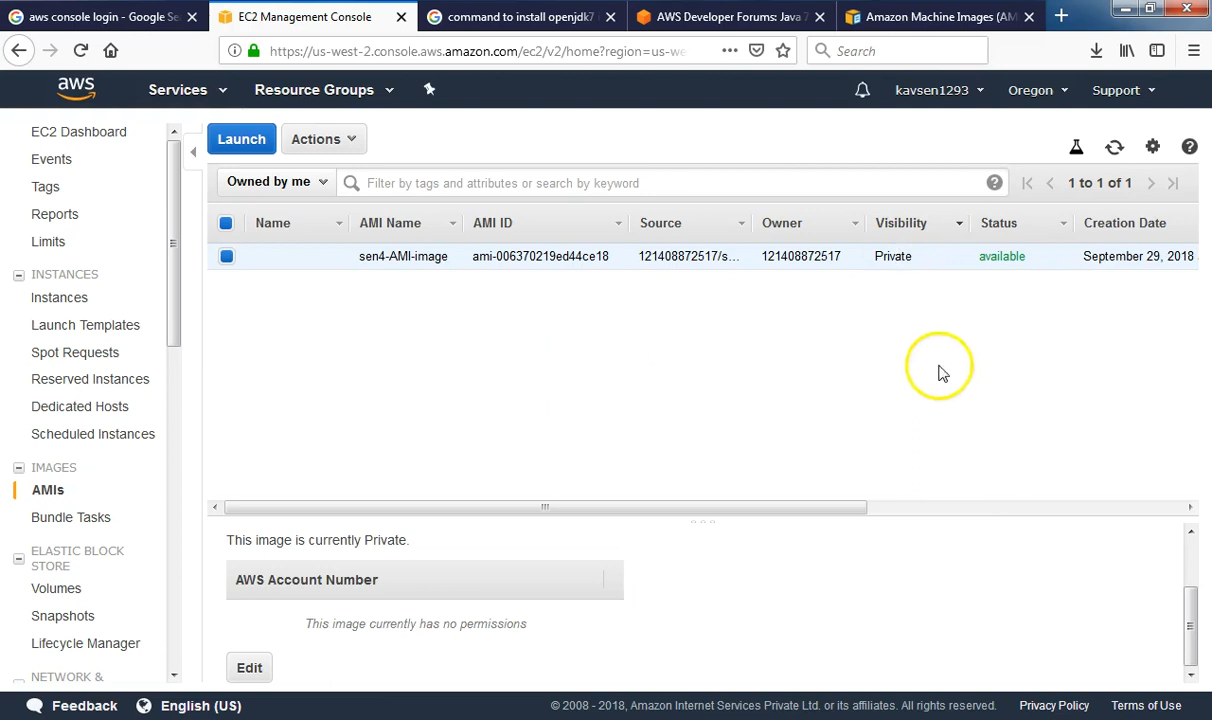 aws console login - Google Se
EC2 Management Console
command to install openjdk7
AWS Developer Forums: Java 7
Amazon Machine Images (AM
https://us-west-2.console.aws.amazon.com/ec2/v2/home?region=us-we
Search
aws
Services
Resource Groups
kavsen1293
Oregon
Support
EC2 Dashboard
Events
Tags
Reports
Limits
INSTANCES
Instances
Launch Templates
Spot Requests
Reserved Instances
Dedicated Hosts
Scheduled Instances
IMAGES
AMIs
Bundle Tasks
ELASTIC BLOCK
STORE
Volumes
Snapshots
Lifecycle Manager
NETWORK &
Launch
Actions
Owned by me
Filter by tags and attributes or search by keyword
1 to 1 of 1
Name AMI Name AMI ID Source Owner Visibility Status Creation Date
sen4-AMI-image ami-006370219ed44ce18 121408872517/s... 121408872517 Private available September 29, 2018
This image is currently Private.
AWS Account Number
This image currently has no permissions
Edit
Feedback
English (US)
© 2008 - 2018, Amazon Internet Services Private Ltd. or its affiliates. All rights reserved.
Privacy Policy
Terms of Use